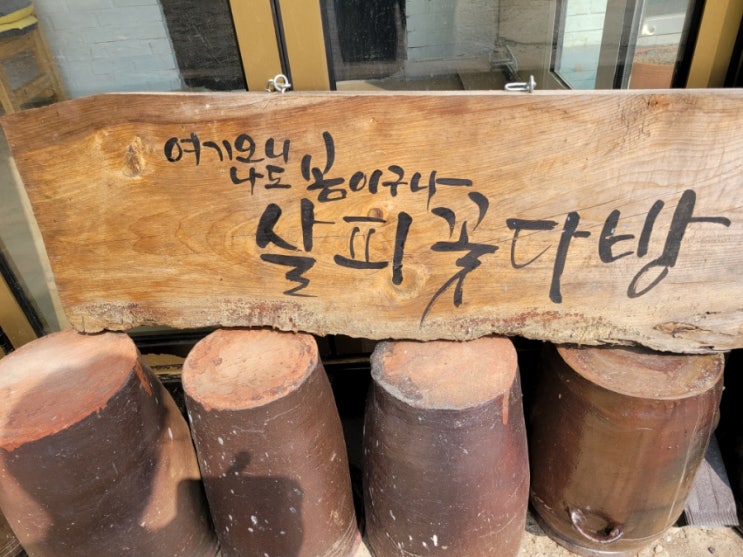 여기오니
나도 봄이구나
살피꽃다방